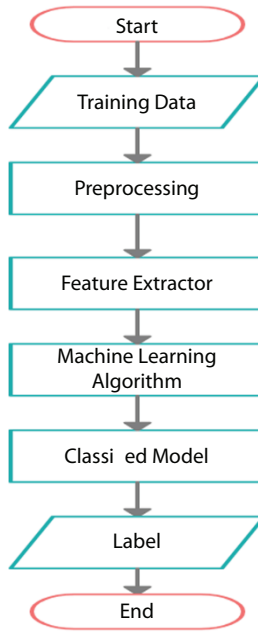 Start
Training Data
Preprocessing
Feature Extractor
Machine Learning
Algorithm
Classi ed Model
Label
End